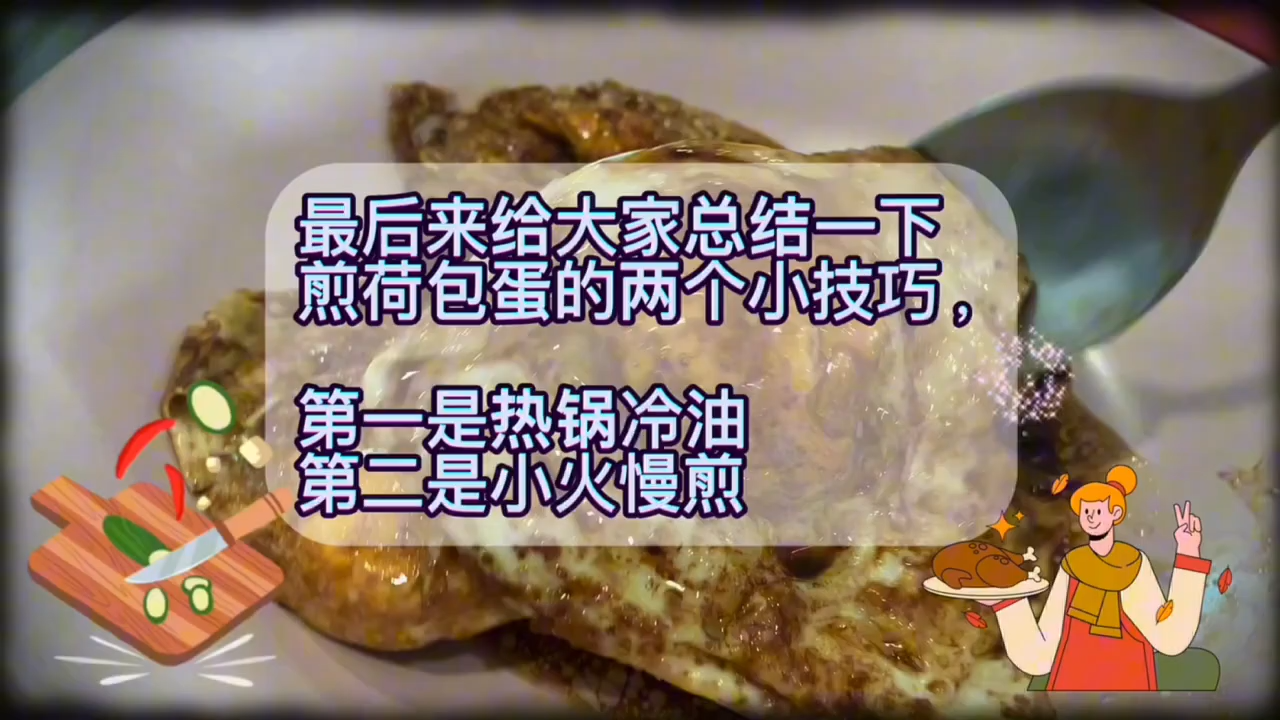 最后来给大家总结一下
煎荷包蛋的两个小技巧，
第一是热锅冷油
第二是小火慢煎